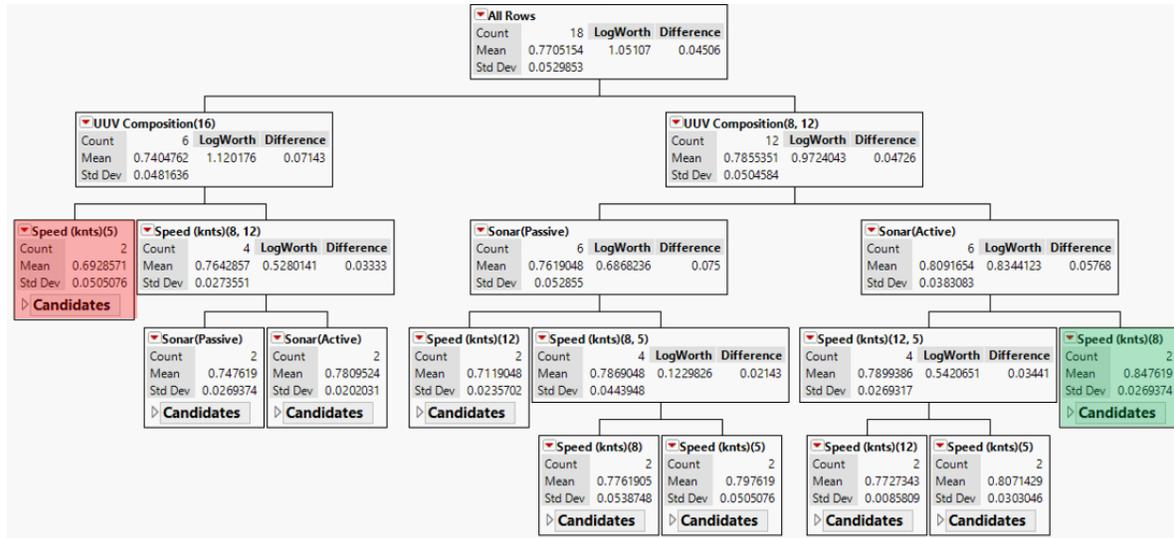 All Rows
Count 18 LogWorth Difference
Mean 0.7705154 1.05107 0.04506
Std Dev 0.0529853
UUV Composition(16)
Count 6 LogWorth Difference
Mean 0.7404762 1.120176 0.07143
Std Dev 0.0481636
UUV Composition(8, 12)
Count 12 LogWorth Difference
Mean 0.7855351 0.9724043 0.04726
Std Dev 0.0504584
Speed (knts)(5)
Count 2
Mean 0.6928571
Std Dev 0.0505076
Candidates
Speed (knts)(8, 12)
Count 4 LogWorth Difference
Mean 0.7642857 0.5280141 0.03333
Std Dev 0.0273551
Sonar(Passive)
Count 6 LogWorth Difference
Mean 0.7619048 0.6868236 0.075
Std Dev 0.052855
Sonar(Active)
Count 6 LogWorth Difference
Mean 0.8091654 0.8344123 0.05768
Std Dev 0.0383083
Sonar(Passive)
Count 2
Mean 0.747619
Std Dev 0.0269374
Candidates
Sonar(Active)
Count 2
Mean 0.7809524
Std Dev 0.0202031
Candidates
Speed (knts)(12)
Count 2
Mean 0.7119048
Std Dev 0.0235702
Candidates
Speed (knts)(8, 5)
Count 4 LogWorth Difference
Mean 0.7869048 0.1229826 0.02143
Std Dev 0.0443948
Speed (knts)(12, 5)
Count 4 LogWorth Difference
Mean 0.7899386 0.5420651 0.03441
Std Dev 0.0269317
Speed (knts)(8)
Count 2
Mean 0.847619
Std Dev 0.0269374
Candidates
Speed (knts)(8)
Count 2
Mean 0.7761905
Std Dev 0.0538748
Candidates
Speed (knts)(5)
Count 2
Mean 0.797619
Std Dev 0.0505076
Candidates
Speed (knts)(12)
Count 2
Mean 0.7727343
Std Dev 0.0085809
Candidates
Speed (knts)(5)
Count 2
Mean 0.8071429
Std Dev 0.0303046
Candidates